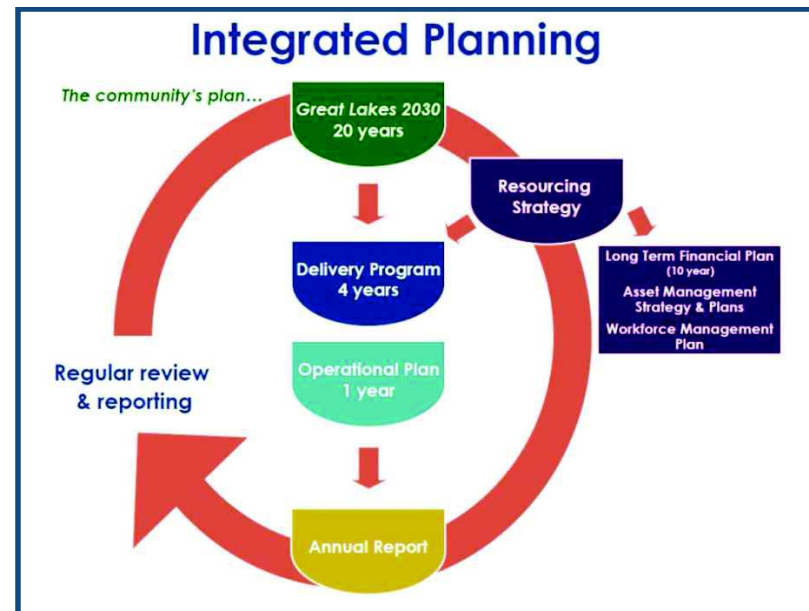 Integrated Planning
The community's plan...
Great Lakes 2030
20 years
Resourcing
Strategy
Long Term Financial Plan
(10 year)
Asset Management
Strategy & Plans
Workforce Management
Plan
Delivery Program
4 years
Operational Plan
1 year
Regular review
& reporting
Annual Report